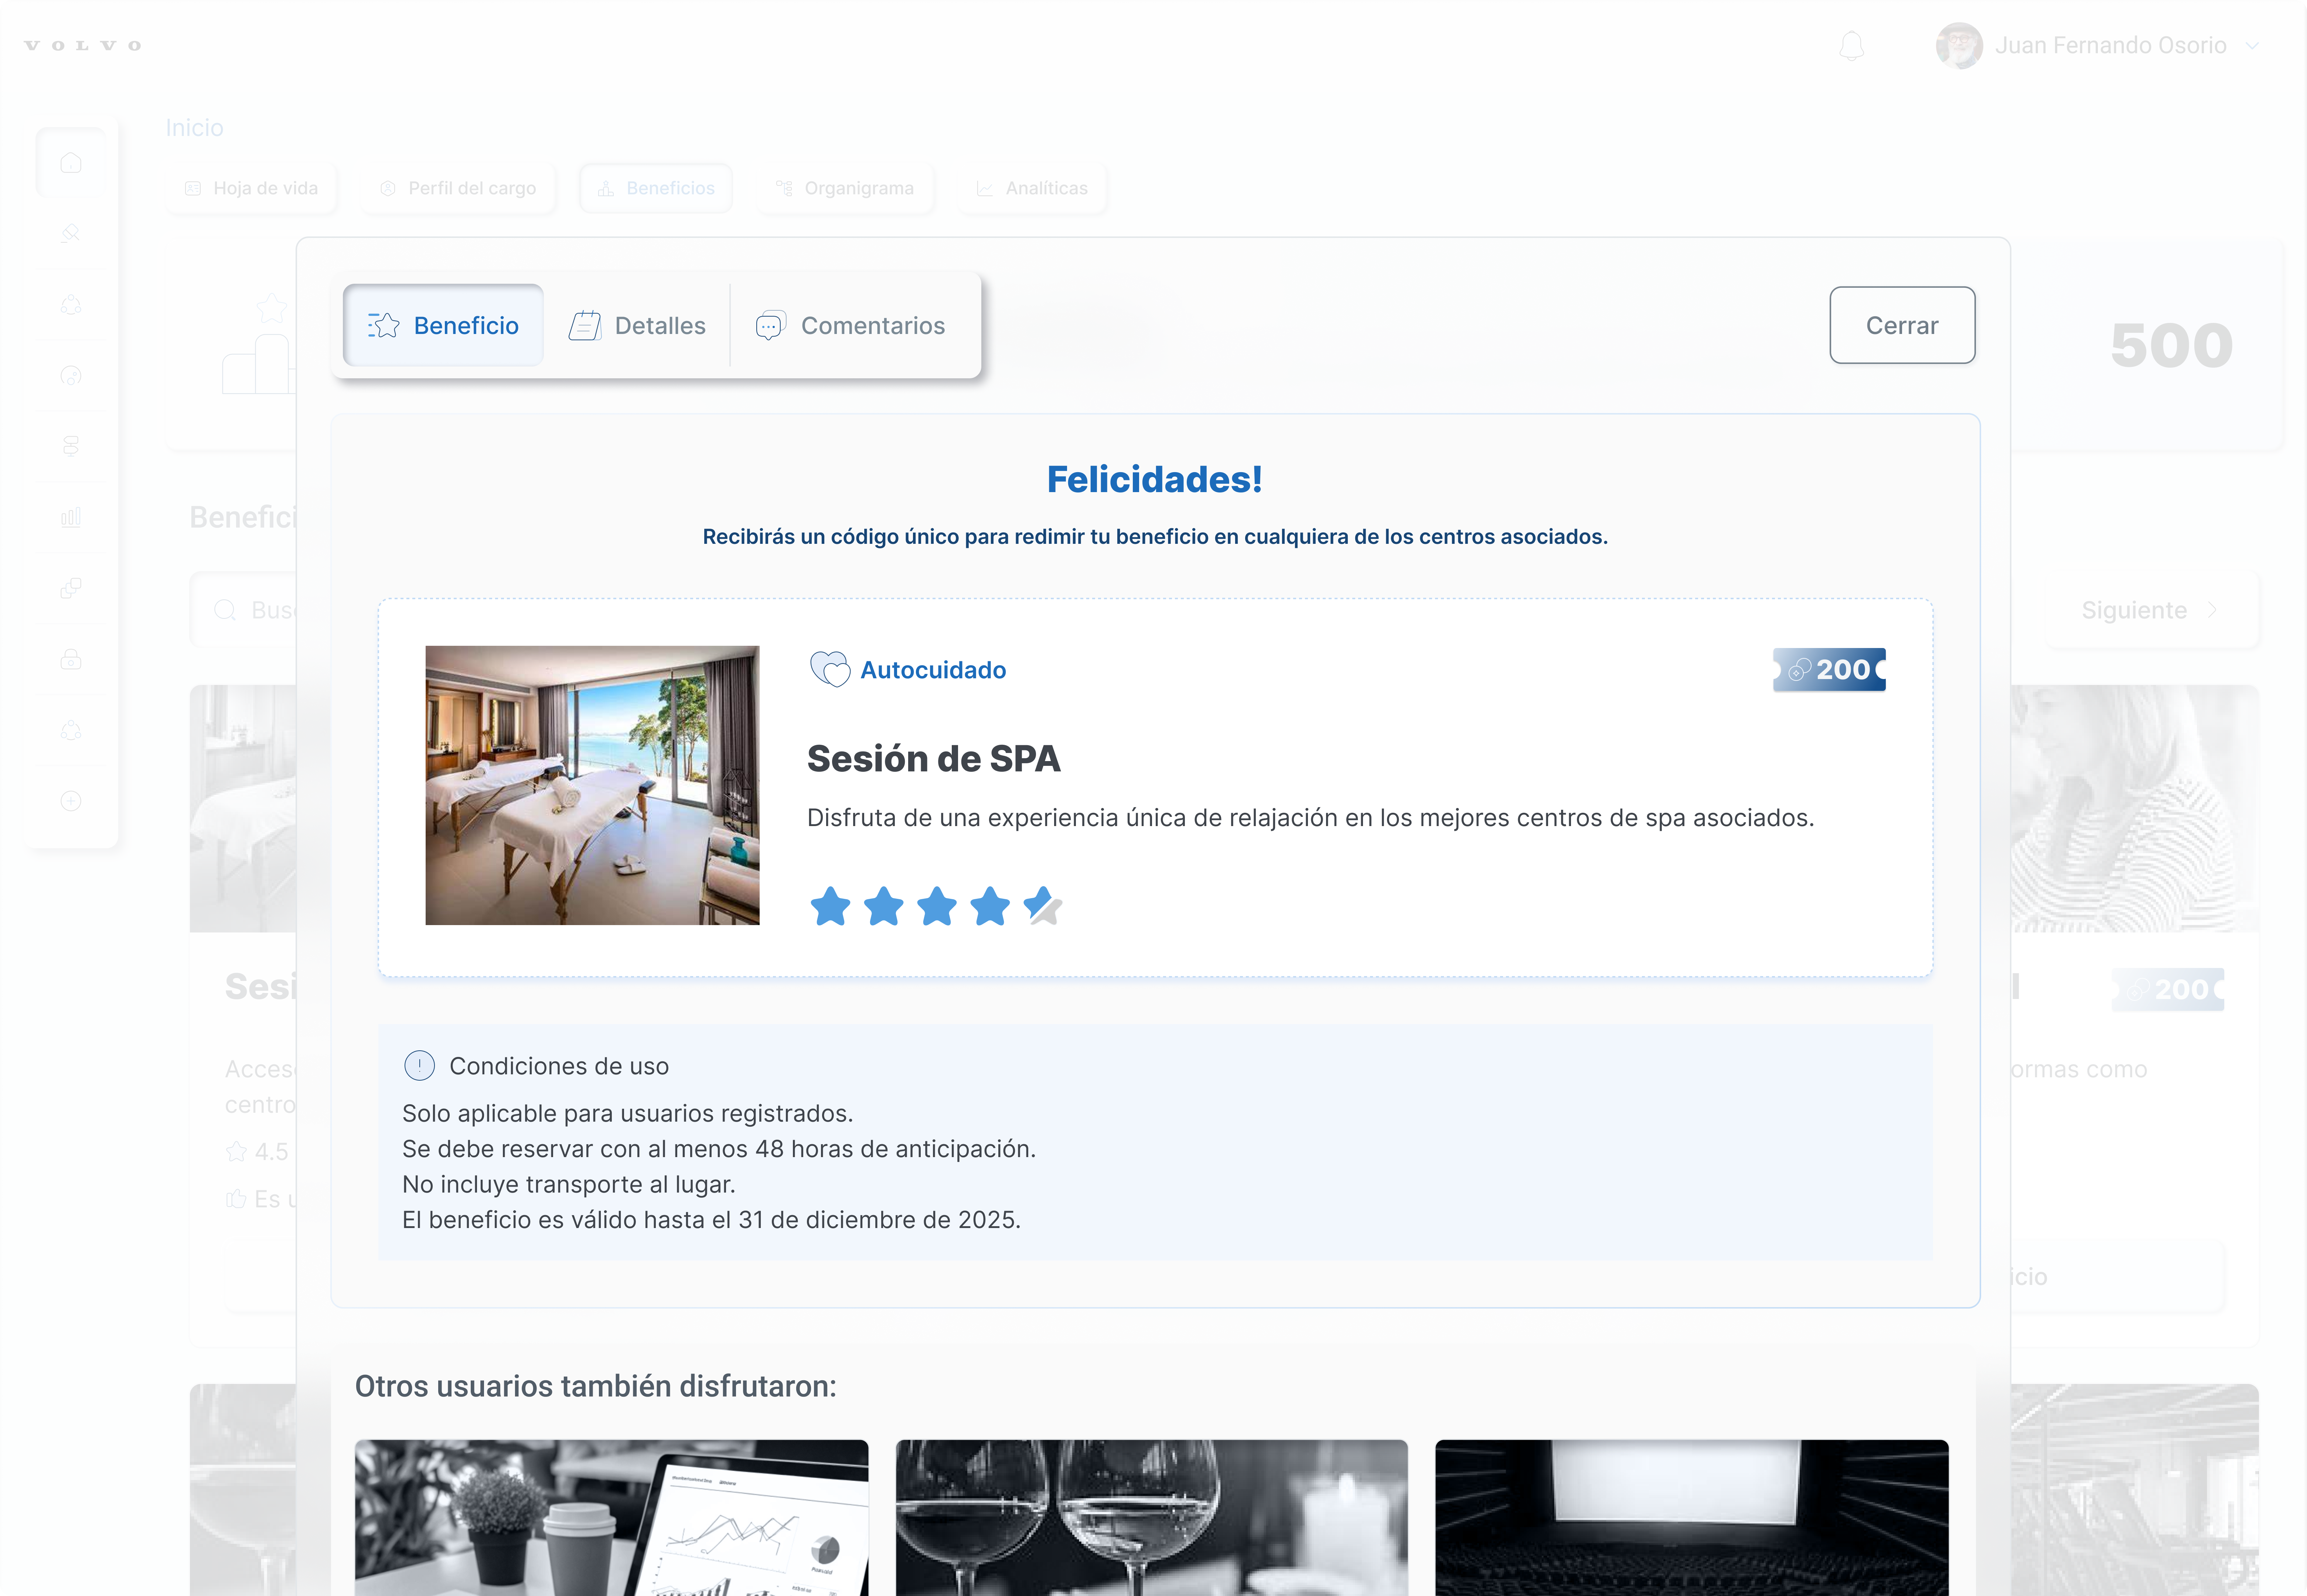 VOLVO
Juan Fernando Osorio
Inicio
Hoja de vida
Perfil del cargo
Beneficios
Organigrama
Analíticas
Beneficio
Detalles
Comentarios
Cerrar
500
Felicidades!
Recibirás un código único para redimir tu beneficio en cualquiera de los centros asociados.
Benefici
Busc
Siguiente
Autocuidado
200
Sesión de SPA
Disfruta de una experiencia única de relajación en los mejores centros de spa asociados.
Sesi
l
200
Acces
centro
ormas como
4.5
Es u
Condiciones de uso
Solo aplicable para usuarios registrados.
Se debe reservar con al menos 48 horas de anticipación.
No incluye transporte al lugar.
El beneficio es válido hasta el 31 de diciembre de 2025.
icio
Otros usuarios también disfrutaron: